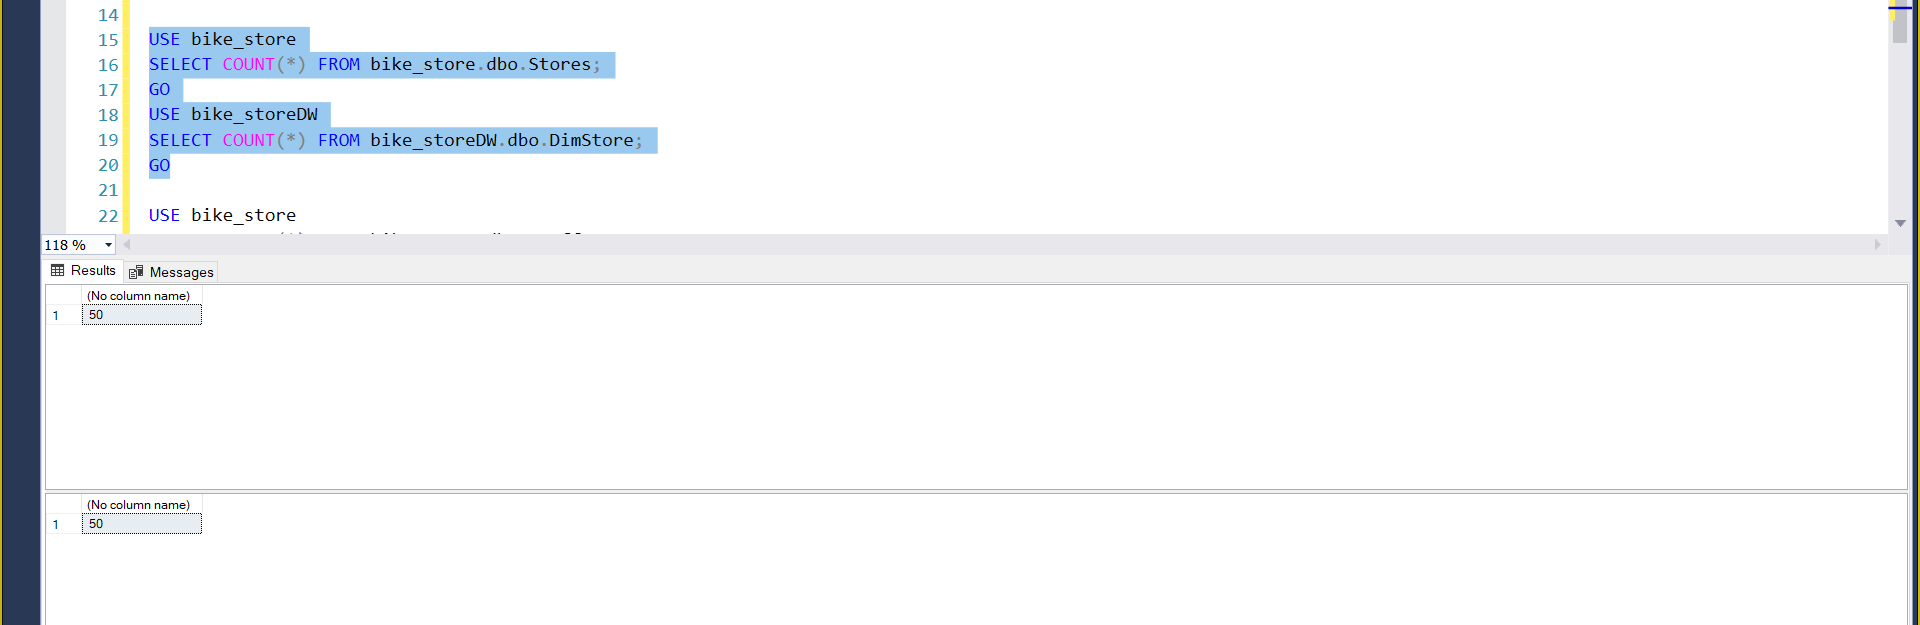 14
15 USE bike_store
16 SELECT COUNT(*) FROM bike_store.dbo.Stores;
17 GO
18 USE bike_storeDW
19 SELECT COUNT(*) FROM bike_storeDW.dbo.DimStore;
20 GO
21
22 USE bike_store
118 %
Results Messages
(No column name)
1 50
(No column name)
1 50